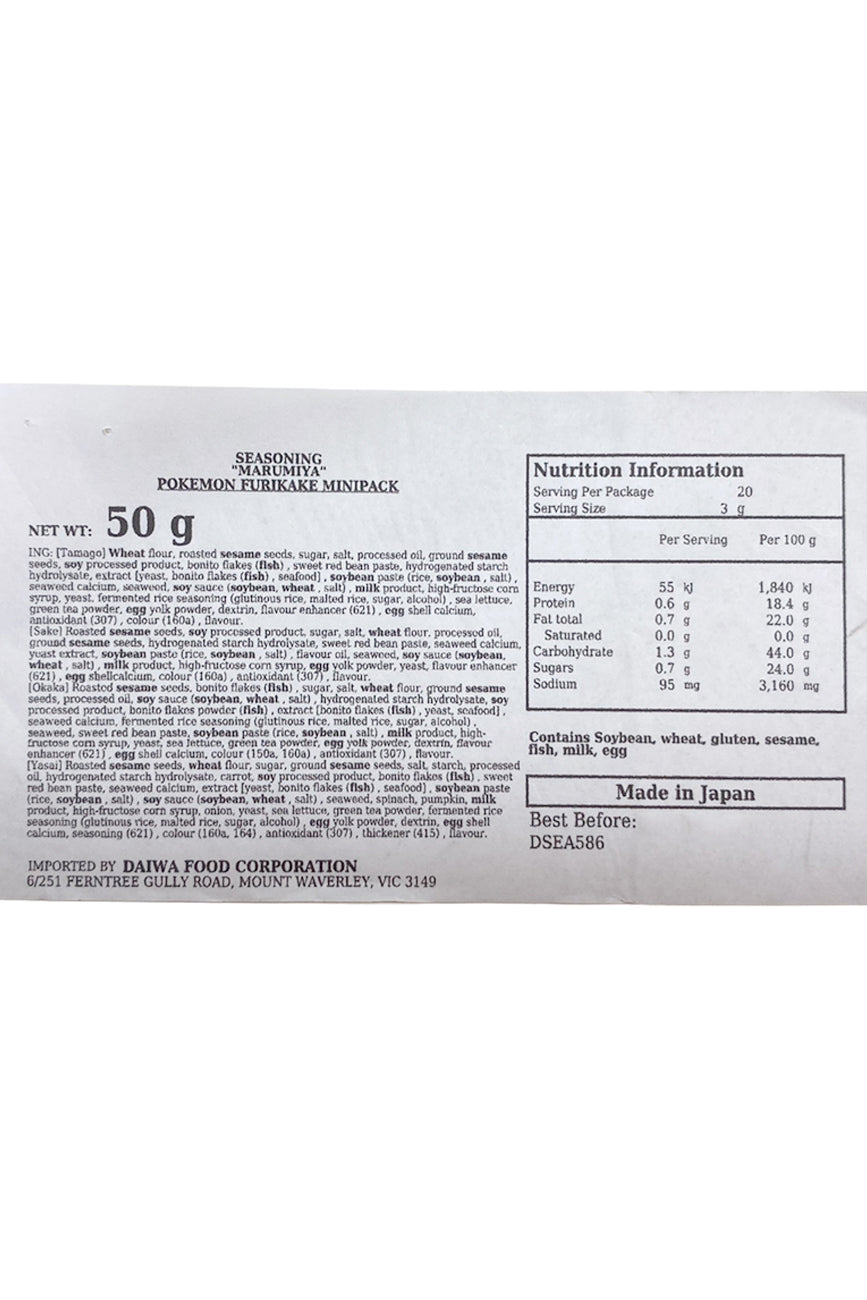 SEASONING
"MARUMIYA"
POKEMON FURIKAKE MINIPACK
NET WT: 50 g
ING: [Tamago] Wheat flour, roasted sesame seeds, sugar, salt, processed oil, ground sesame
seeds, soy processed product, bonito flakes (fish) , sweet red bean paste, hydrogenated starch
hydrolysate, extract [yeast, bonito flakes (fish) , seafood] , soybean paste (rice, soybean , salt) ,
seaweed calcium, seaweed, soy sauce (soybean, wheat , salt) , milk product, high-fructose corn
syrup, yeast, fermented rice seasoning (glutinous rice, malted rice, sugar, alcohol) , sea lettuce,
green tea powder, egg yolk powder, dextrin, flavour enhancer (621) , egg shell calcium,
antioxidant (307) , colour (160a) , flavour.
[Sake] Roasted sesame seeds, soy processed product, sugar, salt, wheat flour, processed oil,
ground sesame seeds, hydrogenated starch hydrolysate, sweet red bean paste, seaweed calcium,
yeast extract, soybean paste (rice, soybean , salt) , flavour oil, seaweed, soy sauce (soybean,
wheat , salt) , milk product, high-fructose corn syrup, egg yolk powder, yeast, flavour enhancer
(621) , egg shellcalcium, colour (160a) , antioxidant (307) , flavour.
[Okaka] Roasted sesame seeds, bonito flakes (fish) , sugar, salt, wheat flour, ground sesame
seeds, processed oil, soy sauce (soybean, wheat , salt) , hydrogenated starch hydrolysate, soy
processed product, bonito flakes powder (fish) , extract [bonito flakes (fish) , yeast, seafood] ,
seaweed calcium, fermented rice seasoning (glutinous rice, malted rice, sugar, alcohol) ,
seaweed, sweet red bean paste, soybean paste (rice, soybean , salt) , milk product, high-
fructose corn syrup, yeast, sea lettuce, green tea powder, egg yolk powder, dextrin, flavour
enhancer (621) , egg shell calcium, colour (150a, 160a) , antioxidant (307) , flavour.
[Yasai] Roasted sesame seeds, wheat flour, sugar, ground sesame seeds, salt, starch, processed
oil, hydrogenated starch hydrolysate, carrot, soy processed product, bonito flakes (fish) , sweet
red bean paste, seaweed calcium, extract [yeast, bonito flakes (fish) , seafood] , soybean paste
(rice, soybean , salt) , soy sauce (soybean, wheat , salt) , seaweed, spinach, pumpkin, milk
product, high-fructose corn syrup, onion, yeast, sea lettuce, green tea powder, fermented rice
seasoning (glutinous rice, malted rice, sugar, alcohol) , egg yolk powder, dextrin, egg shell
calcium, seasoning (621) , colour (160a, 164) , antioxidant (307) , thickener (415) , flavour.
IMPORTED BY DAIWA FOOD CORPORATION
6/251 FERNTREE GULLY ROAD, MOUNT WAVERLEY, VIC 3149
Nutrition Information
Serving Per Package 20
Serving Size 3 g
Per Serving Per 100 g
Energy 55 kJ 1,840 kJ
Protein 0.6 g 18.4 g
Fat total 0.7 g 22.0 g
Saturated 0.0 g 0.0 g
Carbohydrate 1.3 g 44.0 g
Sugars 0.7 g 24.0 g
Sodium 95 mg 3,160 mg
Contains Soybean, wheat, gluten, sesame,
fish, milk, egg
Made in Japan
Best Before:
DSEA586